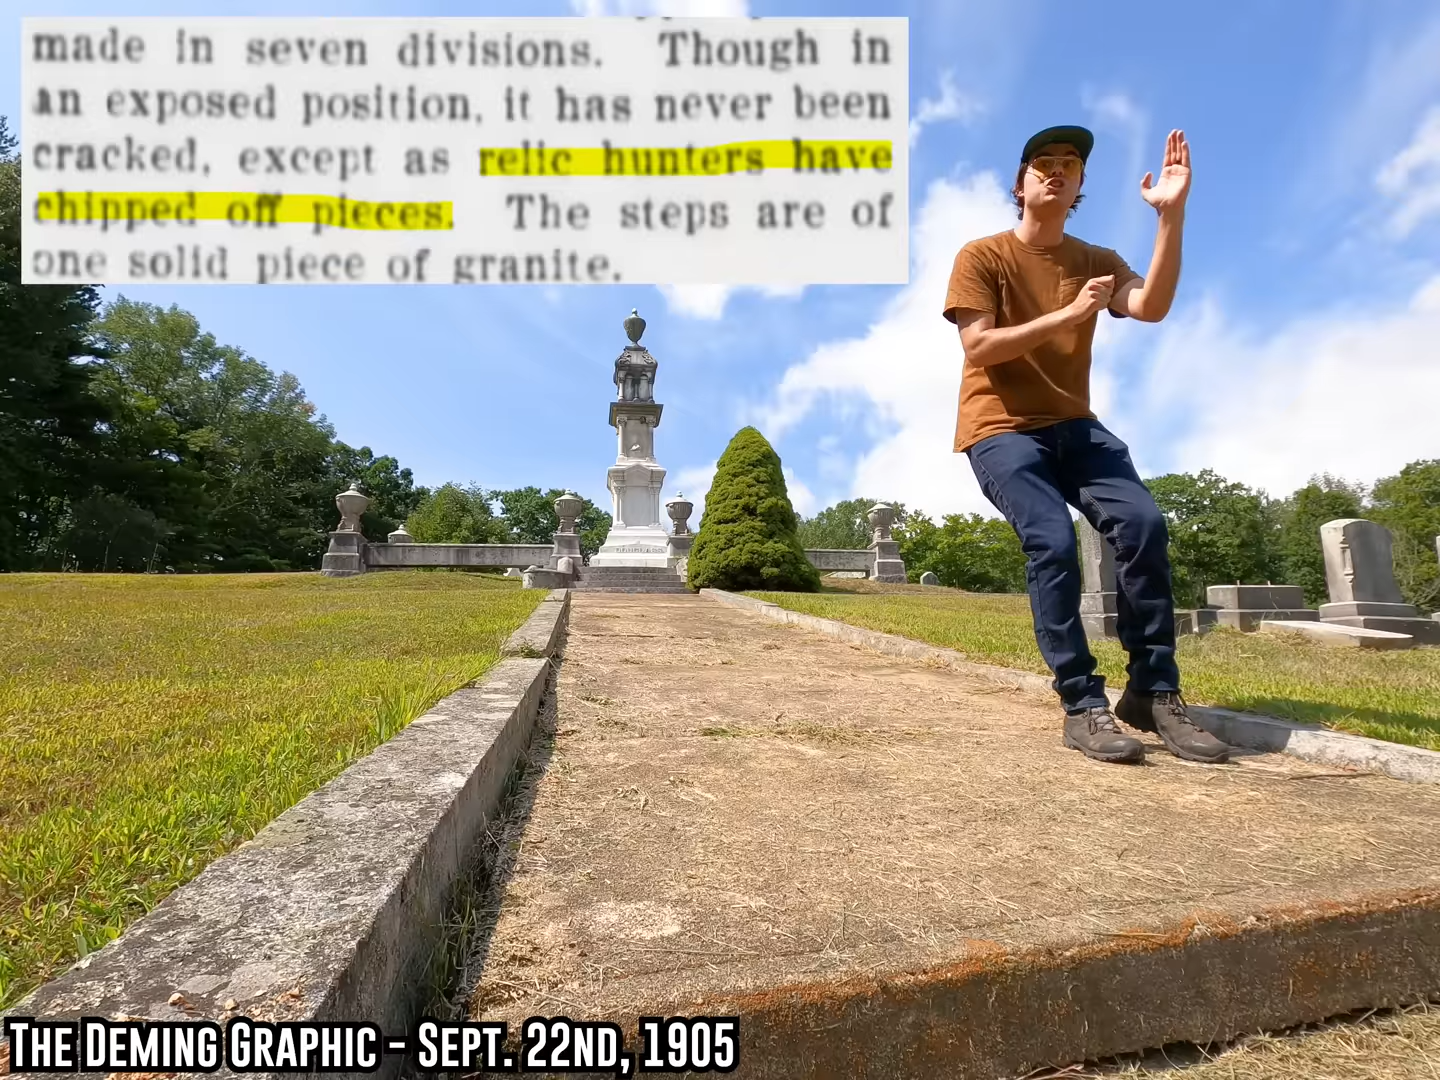 made in seven divisions. Though in
an exposed position, it has never been
cracked, except as relic hunters have
chipped off pieces. The steps are of
one solid piece of granite.
The Deming Graphic - Sept. 22nd, 1905